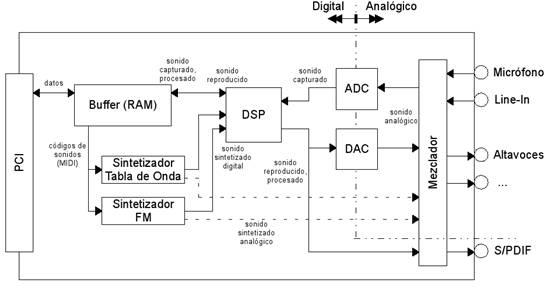 Digital
Analógico
sonido
capturado,
procesado
sonido
reproducido
sonido
capturado
ADC
Micrófono
datos
Buffer (RAM)
DSP
sonido
analógico
Line-In
PCI
códigos de
sonidos
(MIDI)
Sintetizador
Tabla de Onda
sonido
sintetizado
digital
sonido
reproducido,
procesado
DAC
Mezclador
Altavoces
...
Sintetizador
FM
sonido
sintetizado
analógico
S/PDIF